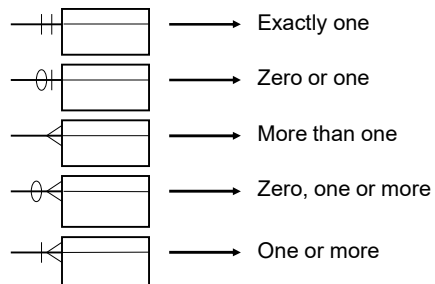 Exactly one
Zero or one
More than one
Zero, one or more
One or more